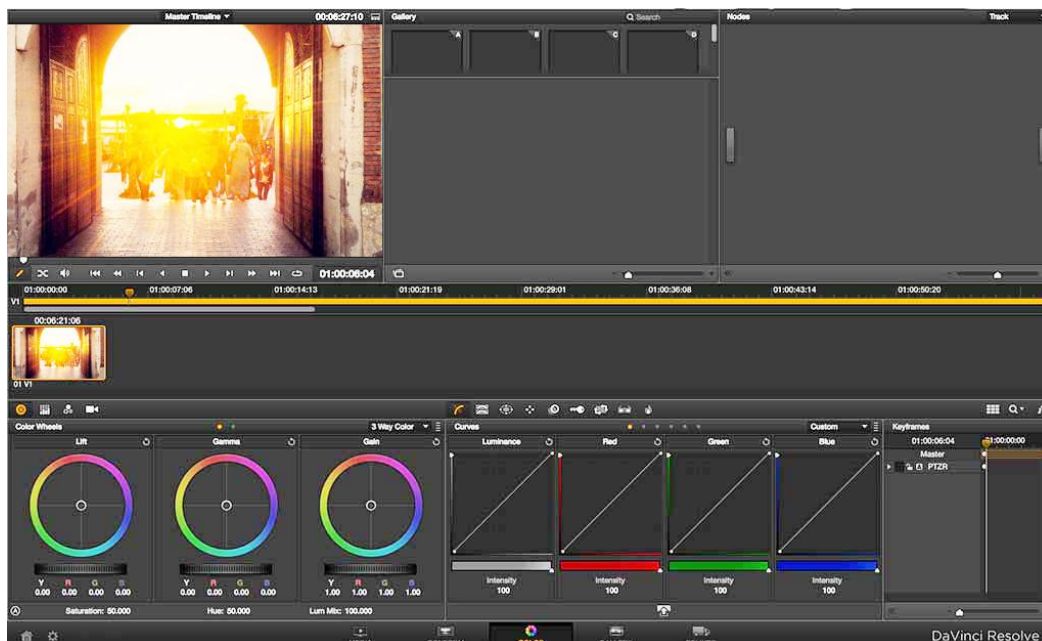 Master Timeline 00:06:27:10 Gallery Search Nodes Track
A B C D
01:00:06:04
01:00:00:00 01:00:07:06 01:00:14:13 01:00:21:19 01:00:29:01 01:00:36:08 01:00:43:14 01:00:50:20
V1
00:06:21:06
01 V1
Color Wheels 3 Way Color Curves Custom Keyframes
Lift Gamma Gain Luminance Red Green Blue 01:00:06:04 01:00:00:00
Master
PTZR
Y R G B Y R G B Y R G B Intensity Intensity Intensity Intensity
0.00 0.00 0.00 0.00 0.00 0.00 0.00 0.00 1.00 1.00 1.00 1.00 100 100 100 100
A Saturation: 50.000 Hue: 50.000 Lum Mix: 100.000
DaVinci Resolve